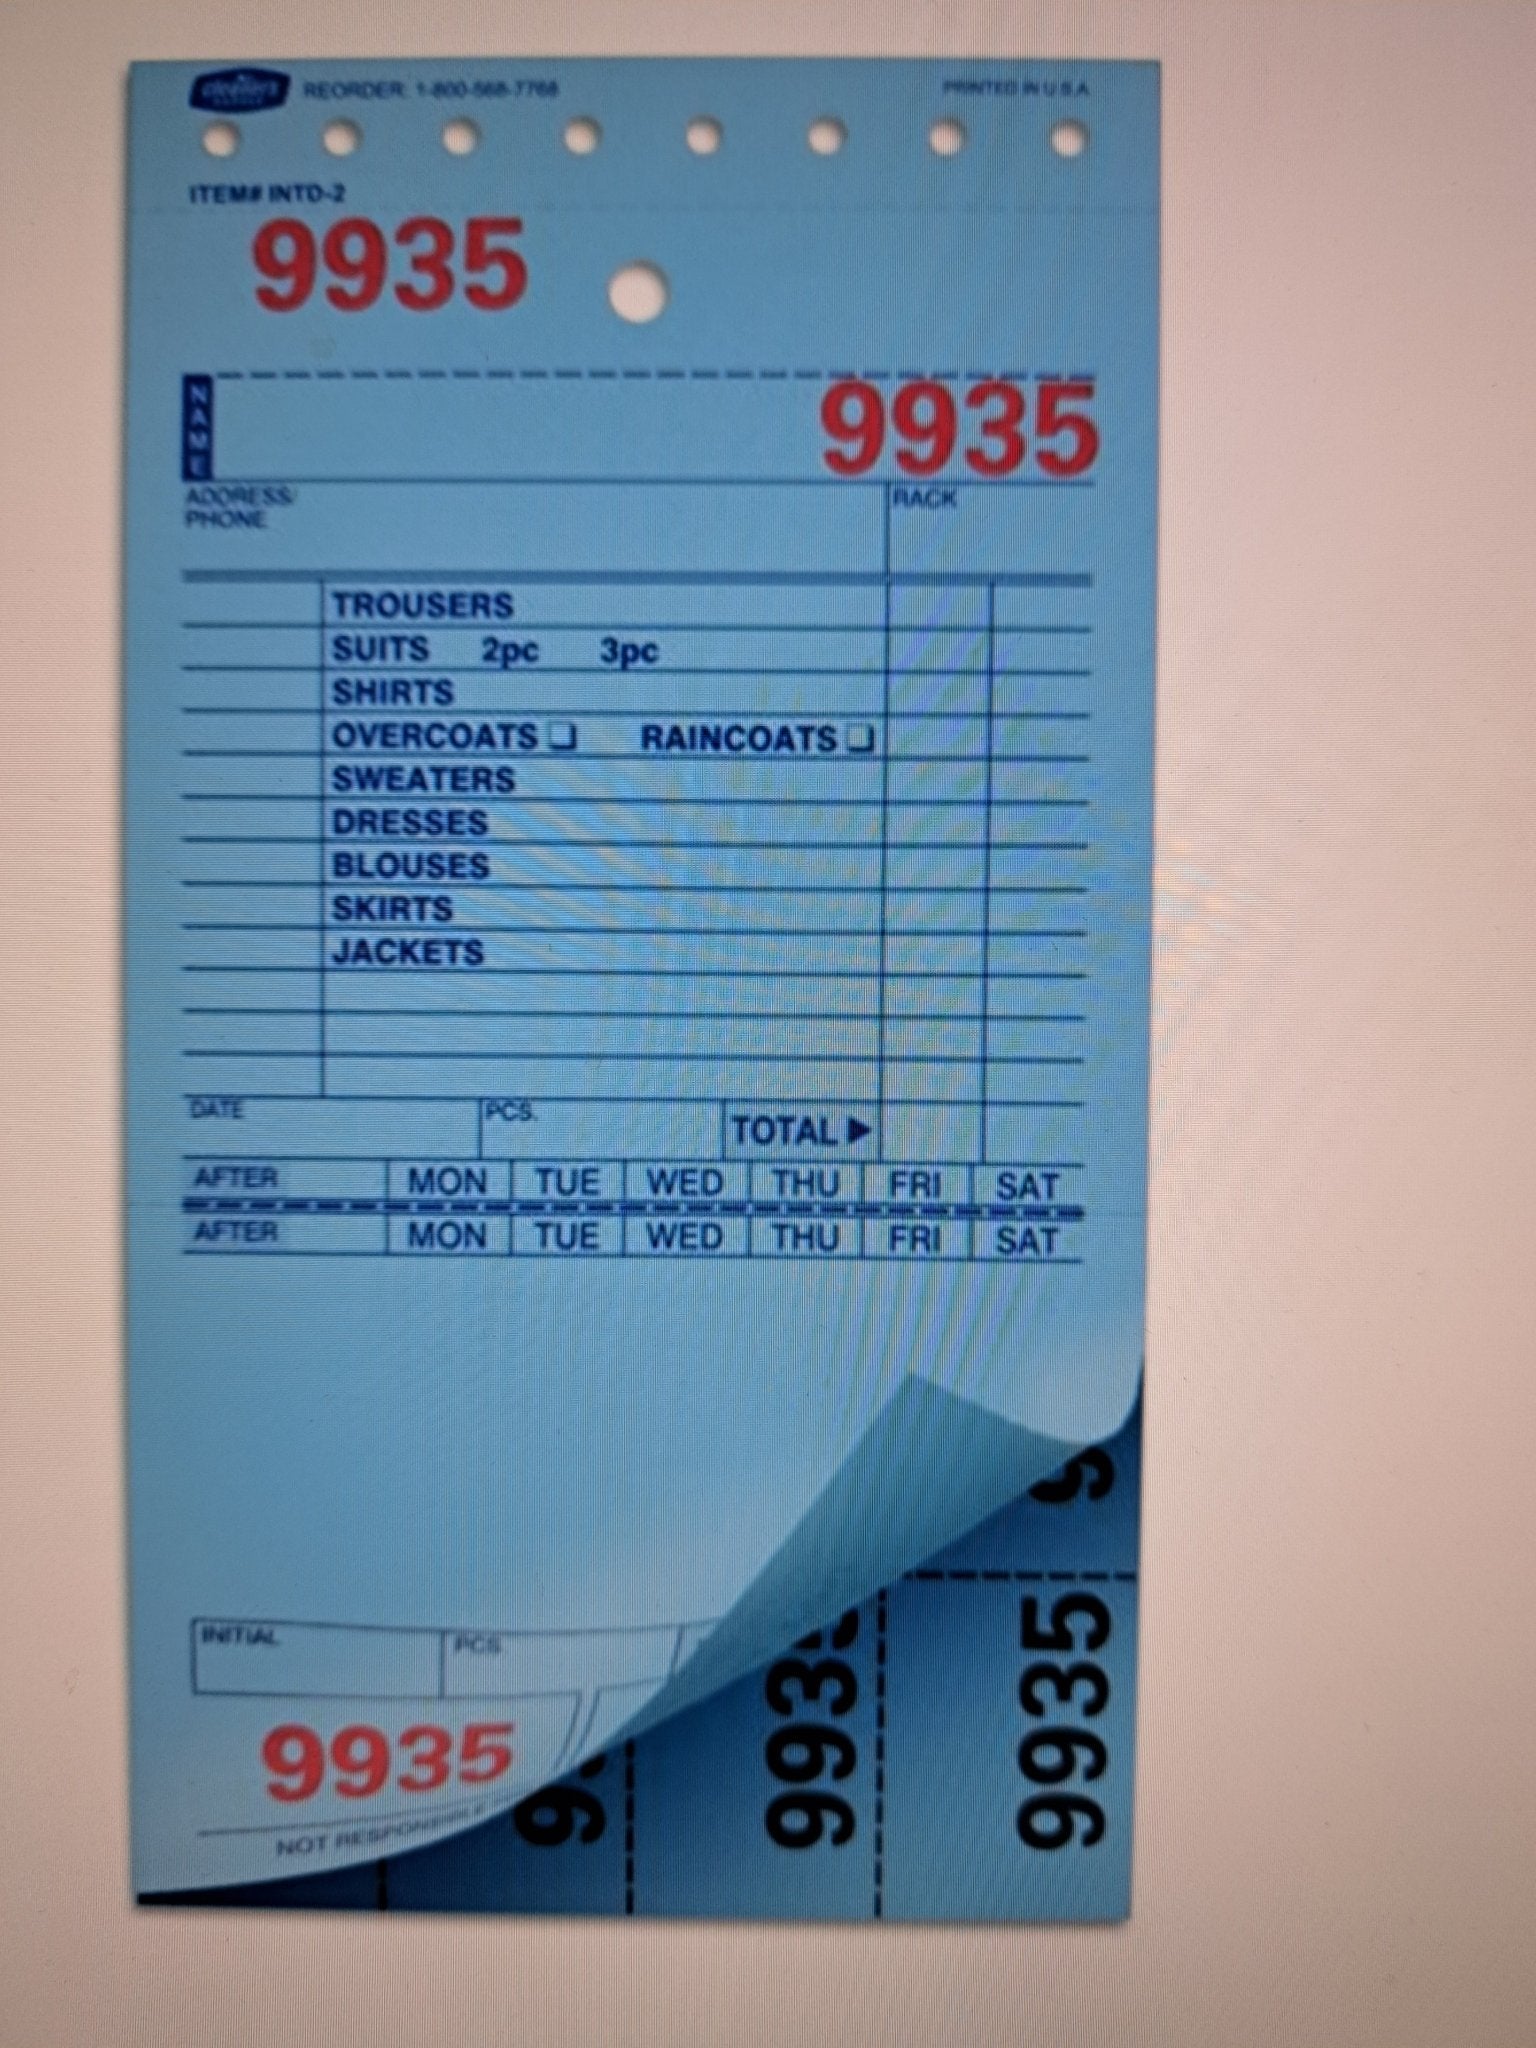 REORDER: 1-800-568-7768
PRINTED IN U.S.A
ITEM# INTD-2
9935
NAME
9935
ADDRESS/
PHONE
RACK
TROUSERS
SUITS 2pc 3pc
SHIRTS
OVERCOATS ❏ RAINCOATS ❏
SWEATERS
DRESSES
BLOUSES
SKIRTS
JACKETS
DATE PCS. TOTAL ▶
AFTER MON TUE WED THU FRI SAT
AFTER MON TUE WED THU FRI SAT
INITIAL PCS.
9935
NOT
9935
9935